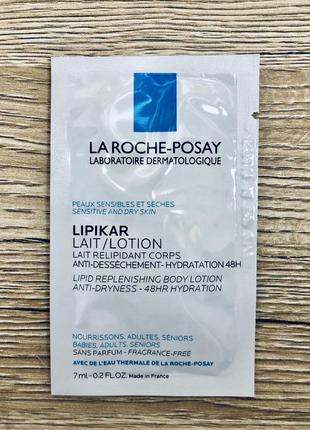 LA ROCHE-POSAY
LABORATOIRE DERMATOLOGIQUE
PEAUX SENSIBLES ET SÈCHES
SENSITIVE AND DRY SKIN
LIPIKAR
LAIT/LOTION
LAIT RELIPIDANT CORPS
ANTI-DESSÈCHEMENT-HYDRATATION 48H
LIPID REPLENISHING BODY LOTION
ANTI-DRYNESS - 48HR HYDRATION
NOURRISSONS, ADULTES, SÉNIORS
BABIES, ADULTS, SENIORS
SANS PARFUM - FRAGRANCE-FREE
AVEC DE L'EAU THERMALE DE LA ROCHE-POSAY
7 ml-0.2 FL.OZ. Made in France